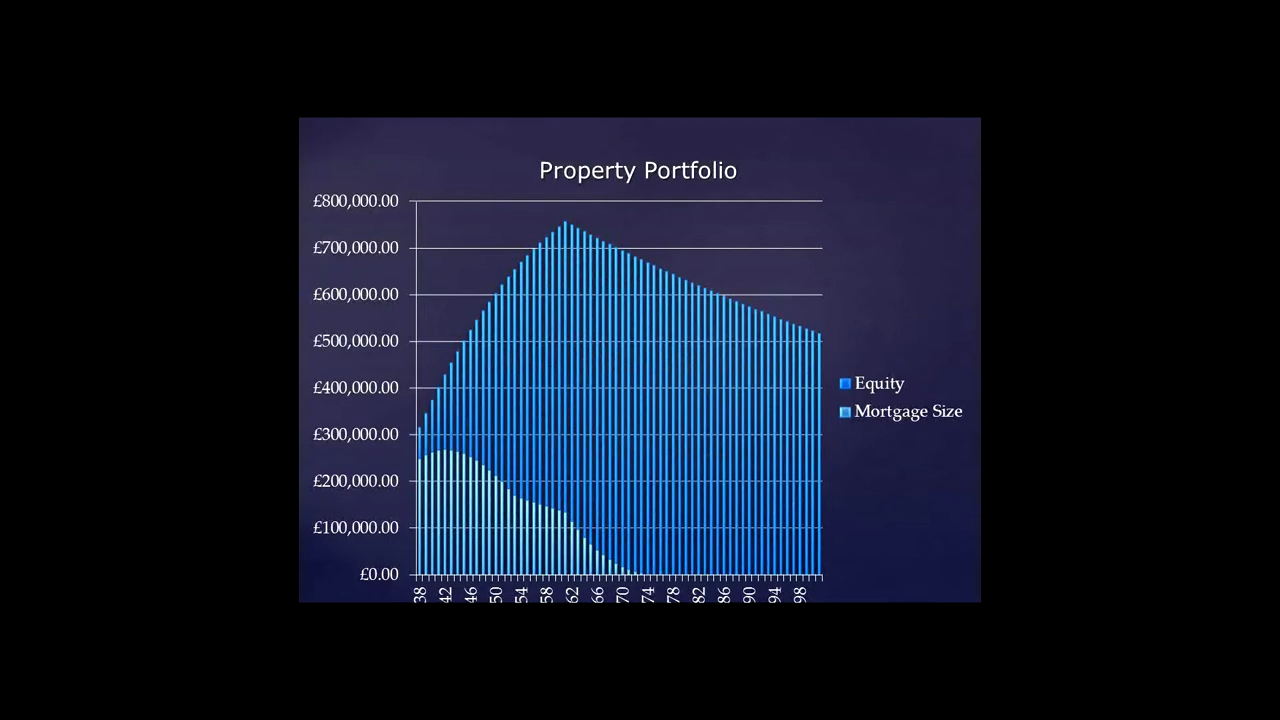 Property Portfolio
£800,000.00
£700,000.00
£600,000.00
£500,000.00
£400,000.00
£300,000.00
£200,000.00
£100,000.00
£0.00
38 42 46 50 54 58 62 66 70 74 78 82 86 90 94 98
Equity
Mortgage Size